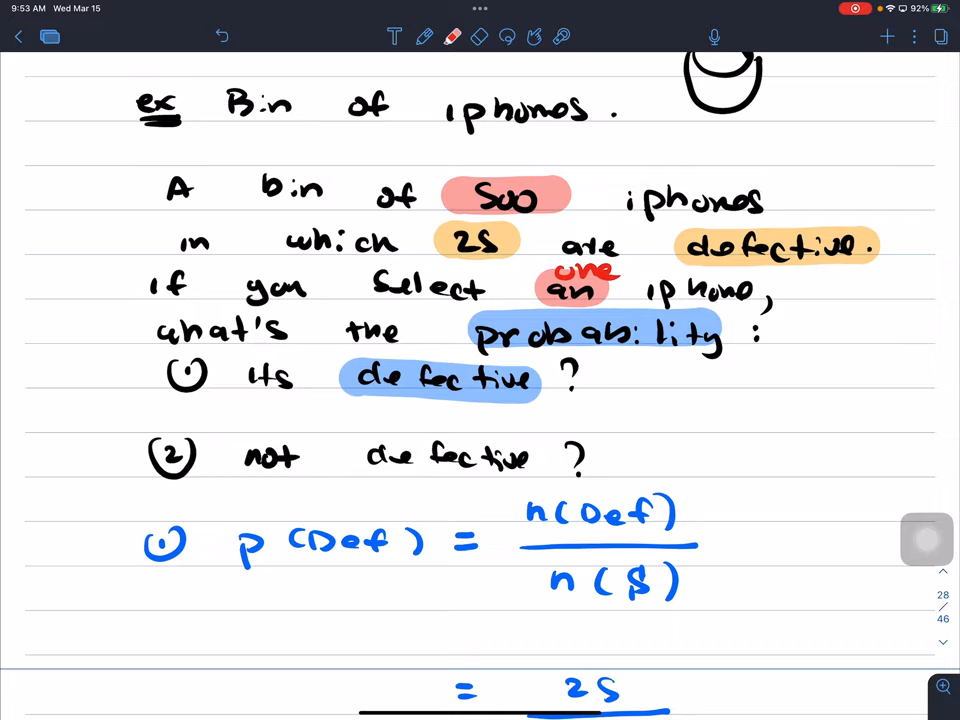 9:53 AM Wed Mar 15
92%
ex Bin of iphones.
A bin of 500 iphones
in which 25 are defective.
one
if you select an iphone,
what's the probability :
① its defective ?
② not defective ?
① p (Def) = n(Def) / n(S)
28
/
46
= 25